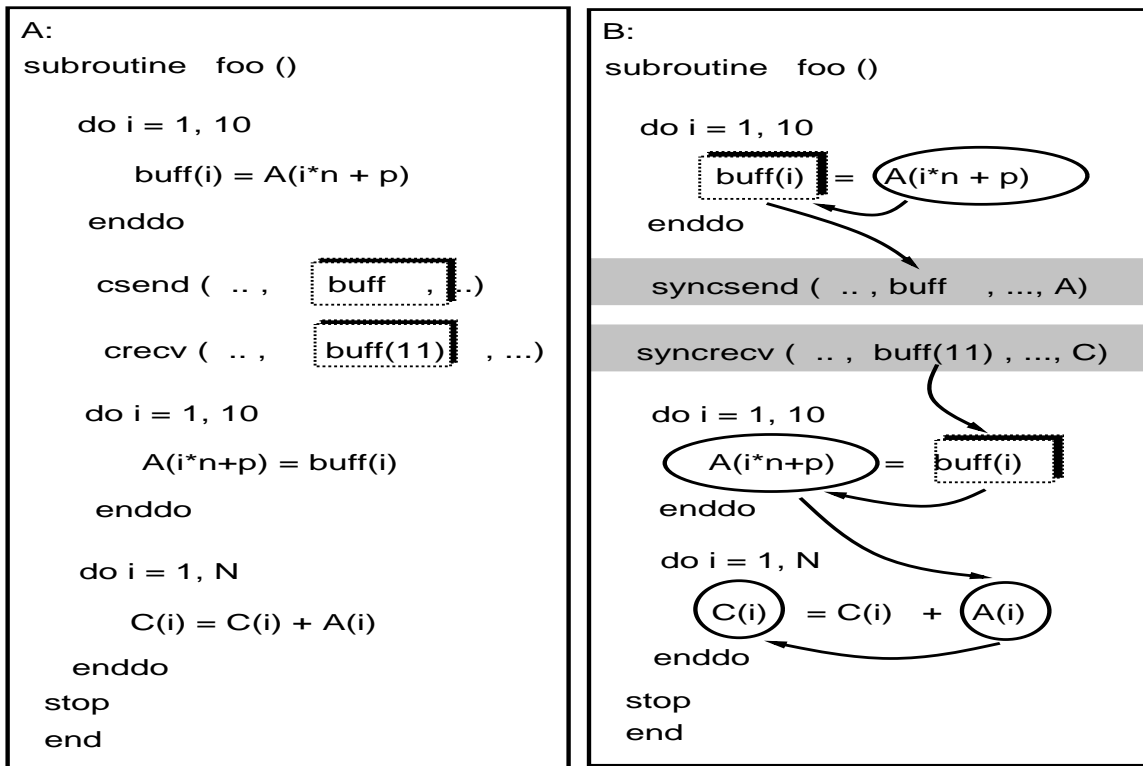 A:
subroutine foo ()
do i = 1, 10
buff(i) = A(i*n + p)
enddo
csend ( .. , buff , ..)
crecv ( .. , buff(11) , ...)
do i = 1, 10
A(i*n+p) = buff(i)
enddo
do i = 1, N
C(i) = C(i) + A(i)
enddo
stop
end
B:
subroutine foo ()
do i = 1, 10
buff(i) = A(i*n + p)
enddo
syncsend ( .. , buff , ..., A)
syncrecv ( .. , buff(11) , ..., C)
do i = 1, 10
A(i*n+p) = buff(i)
enddo
do i = 1, N
C(i) = C(i) + A(i)
enddo
stop
end